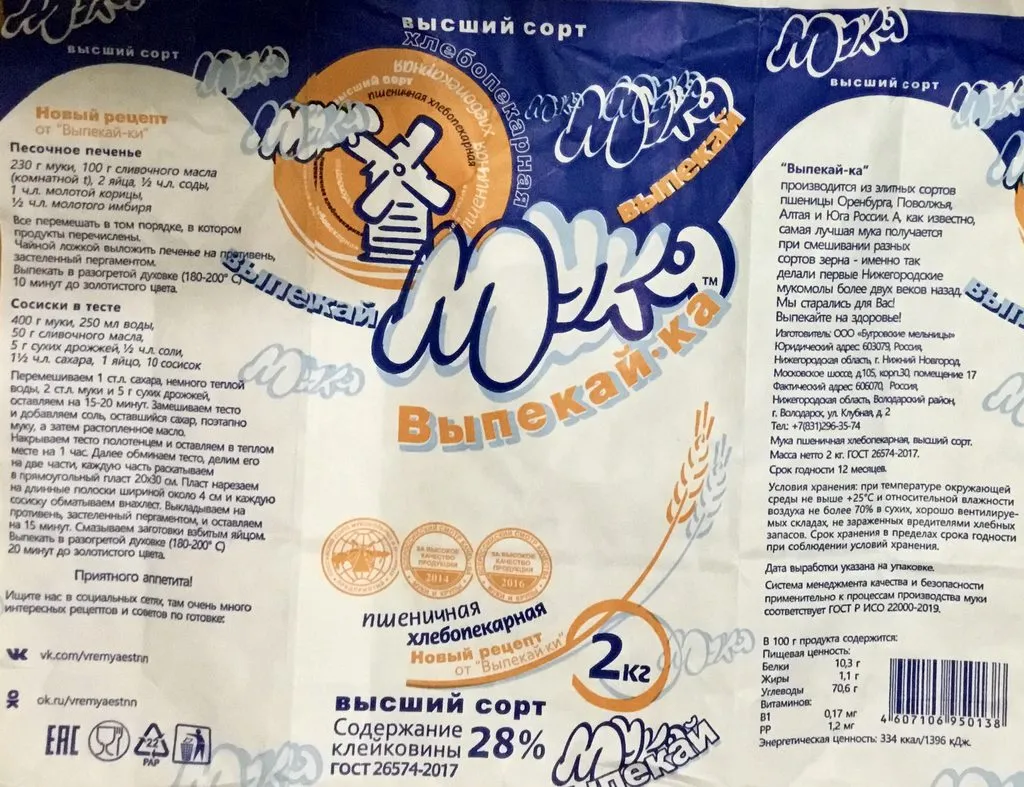 Мука
высший сорт
Новый рецепт
от "Выпекай-ки"
Песочное печенье
230 г муки, 100 г сливочного масла
(комнатной t), 2 яйца, ½ ч.л. соды,
1 ч.л. молотой корицы,
½ ч.л. молотого имбиря
Все перемешать в том порядке, в котором
продукты перечислены.
Чайной ложкой выложить печенье на противень,
застеленный пергаментом.
Выпекать в разогретой духовке (180-200° С)
10 минут до золотистого цвета.
Сосиски в тесте
400 г муки, 250 мл воды,
50 г сливочного масла,
5 г сухих дрожжей, ½ ч.л. соли,
1½ ч.л. сахара, 1 яйцо, 10 сосисок
Перемешиваем 1 ст.л. сахара, немного теплой
воды, 2 ст.л. муки и 5 г сухих дрожжей,
оставляем на 15-20 минут. Замешиваем тесто
и добавляем соль, оставшийся сахар, поэтапно
муку, а затем растопленное масло.
Накрываем тесто полотенцем и оставляем в теплом
месте на 1 час. Далее обминаем тесто, делим его
на две части, каждую часть раскатываем
в прямоугольный пласт 20х30 см. Пласт нарезаем
на длинные полоски шириной около 4 см и каждую
сосиску обматываем внахлест. Выкладываем на
противень, застеленный пергаментом, и оставляем
на 15 минут. Смазываем заготовки взбитым яйцом.
Выпекать в разогретой духовке (180-200° С)
20 минут до золотистого цвета.
Приятного аппетита!
Ищите нас в социальных сетях, там очень много
интересных рецептов и советов по готовке:
vk.com/vremyaestnn
ok.ru/vremyaestnn
EAC
22
PAP
высший сорт
хлебопекарная
высший сорт
пшеничная хлебопекарная
Мука
Мука
Мука
Выпекай
Выпекай
Мука™
Выпекай-ка
Мука
ЗА ВЫСОКОЕ
КАЧЕСТВО
ПРОДУКЦИИ
2014
ЗА ВЫСОКОЕ
КАЧЕСТВО
ПРОДУКЦИИ
2016
МУКИ И КРУПЫ
пшеничная
хлебопекарная
Новый рецепт
от "Выпекай-ки"
2 кг
высший сорт
Содержание
клейковины 28%
ГОСТ 26574-2017
Мука
Выпекай
Мука
высший сорт
"Выпекай-ка"
производится из элитных сортов
пшеницы Оренбурга, Поволжья,
Алтая и Юга России. А, как известно,
самая лучшая мука получается
при смешивании разных
сортов зерна - именно так
делали первые Нижегородские
мукомолы более двух веков назад.
Мы старались для Вас!
Выпекайте на здоровье!
Изготовитель: ООО «Бугровские мельницы»
Юридический адрес: 603079, Россия,
Нижегородская область, г. Нижний Новгород,
Московское шоссе, д.105, корп.30, помещение 17
Фактический адрес: 606070, Россия,
Нижегородская область, Володарский район,
г. Володарск, ул. Клубная, д. 2
Тел.: +7(831)296-35-74
Мука пшеничная хлебопекарная, высший сорт.
Масса нетто 2 кг. ГОСТ 26574-2017.
Срок годности 12 месяцев.
Условия хранения: при температуре окружающей
среды не выше +25°С и относительной влажности
воздуха не более 70% в сухих, хорошо вентилируе-
мых складах, не зараженных вредителями хлебных
запасов. Срок хранения в пределах срока годности
при соблюдении условий хранения.
Дата выработки указана на упаковке.
Система менеджмента качества и безопасности
применительно к процессам производства муки
соответствует ГОСТ Р ИСО 22000-2019.
В 100 г продукта содержится:
Пищевая ценность:
Белки 10,3 г
Жиры 1,1 г
Углеводы 70,6 г
Витаминов:
В1 0,17 мг
РР 1,2 мг
Энергетическая ценность: 334 ккал/1396 кДж.
4 607106 950138